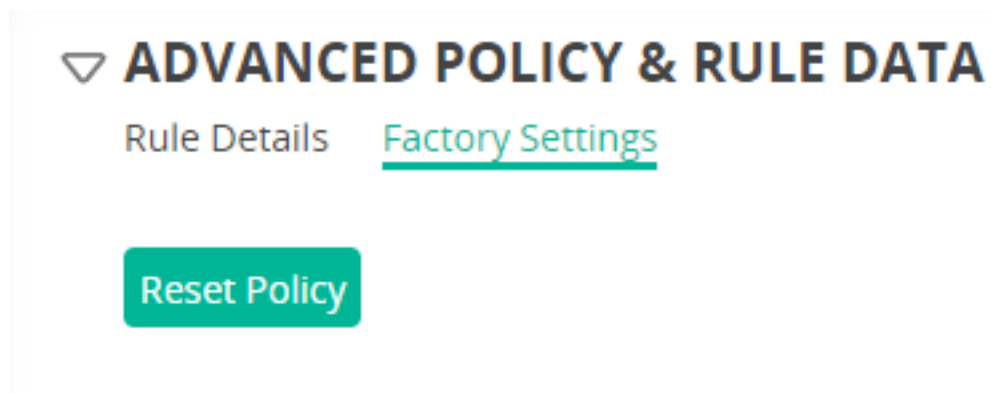 ADVANCED POLICY & RULE DATA
Rule Details Factory Settings
Reset Policy